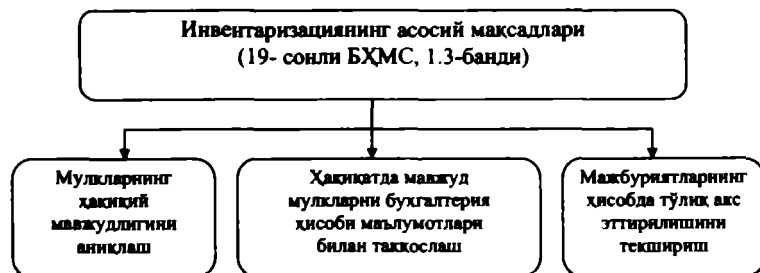 Инвентаризациянинг асосий мақсадлари
(19- сонли БҲМС, 1.3-банди)
Мулкларнинг
ҳақиқий
мавжудлигини
аниқлаш
Ҳақиқатда мавжуд
мулкларни бухгалтерия
ҳисоби маълумотлари
билан таққослаш
Мажбуриятларнинг
ҳисобда тўлиқ акс
эттирилишини
текшириш